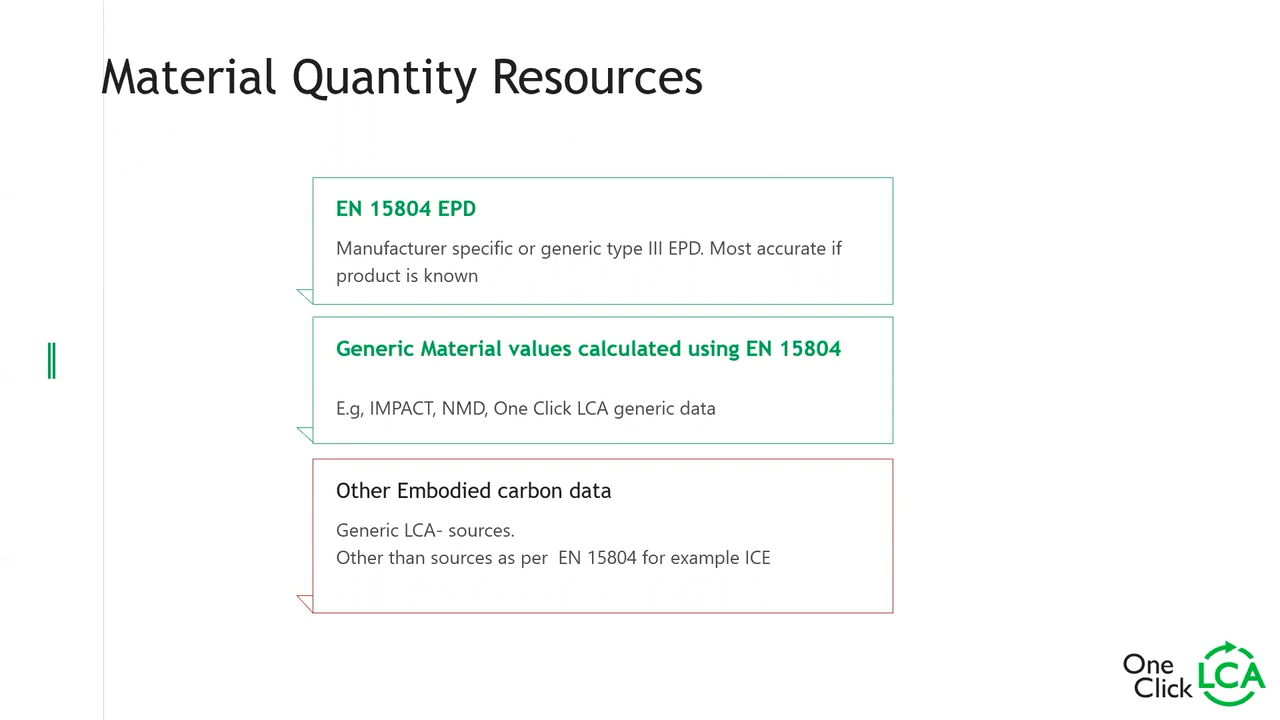 Material Quantity Resources
EN 15804 EPD
Manufacturer specific or generic type III EPD. Most accurate if
product is known
Generic Material values calculated using EN 15804
E.g, IMPACT, NMD, One Click LCA generic data
Other Embodied carbon data
Generic LCA- sources.
Other than sources as per  EN 15804 for example ICE
One
Click
LCA